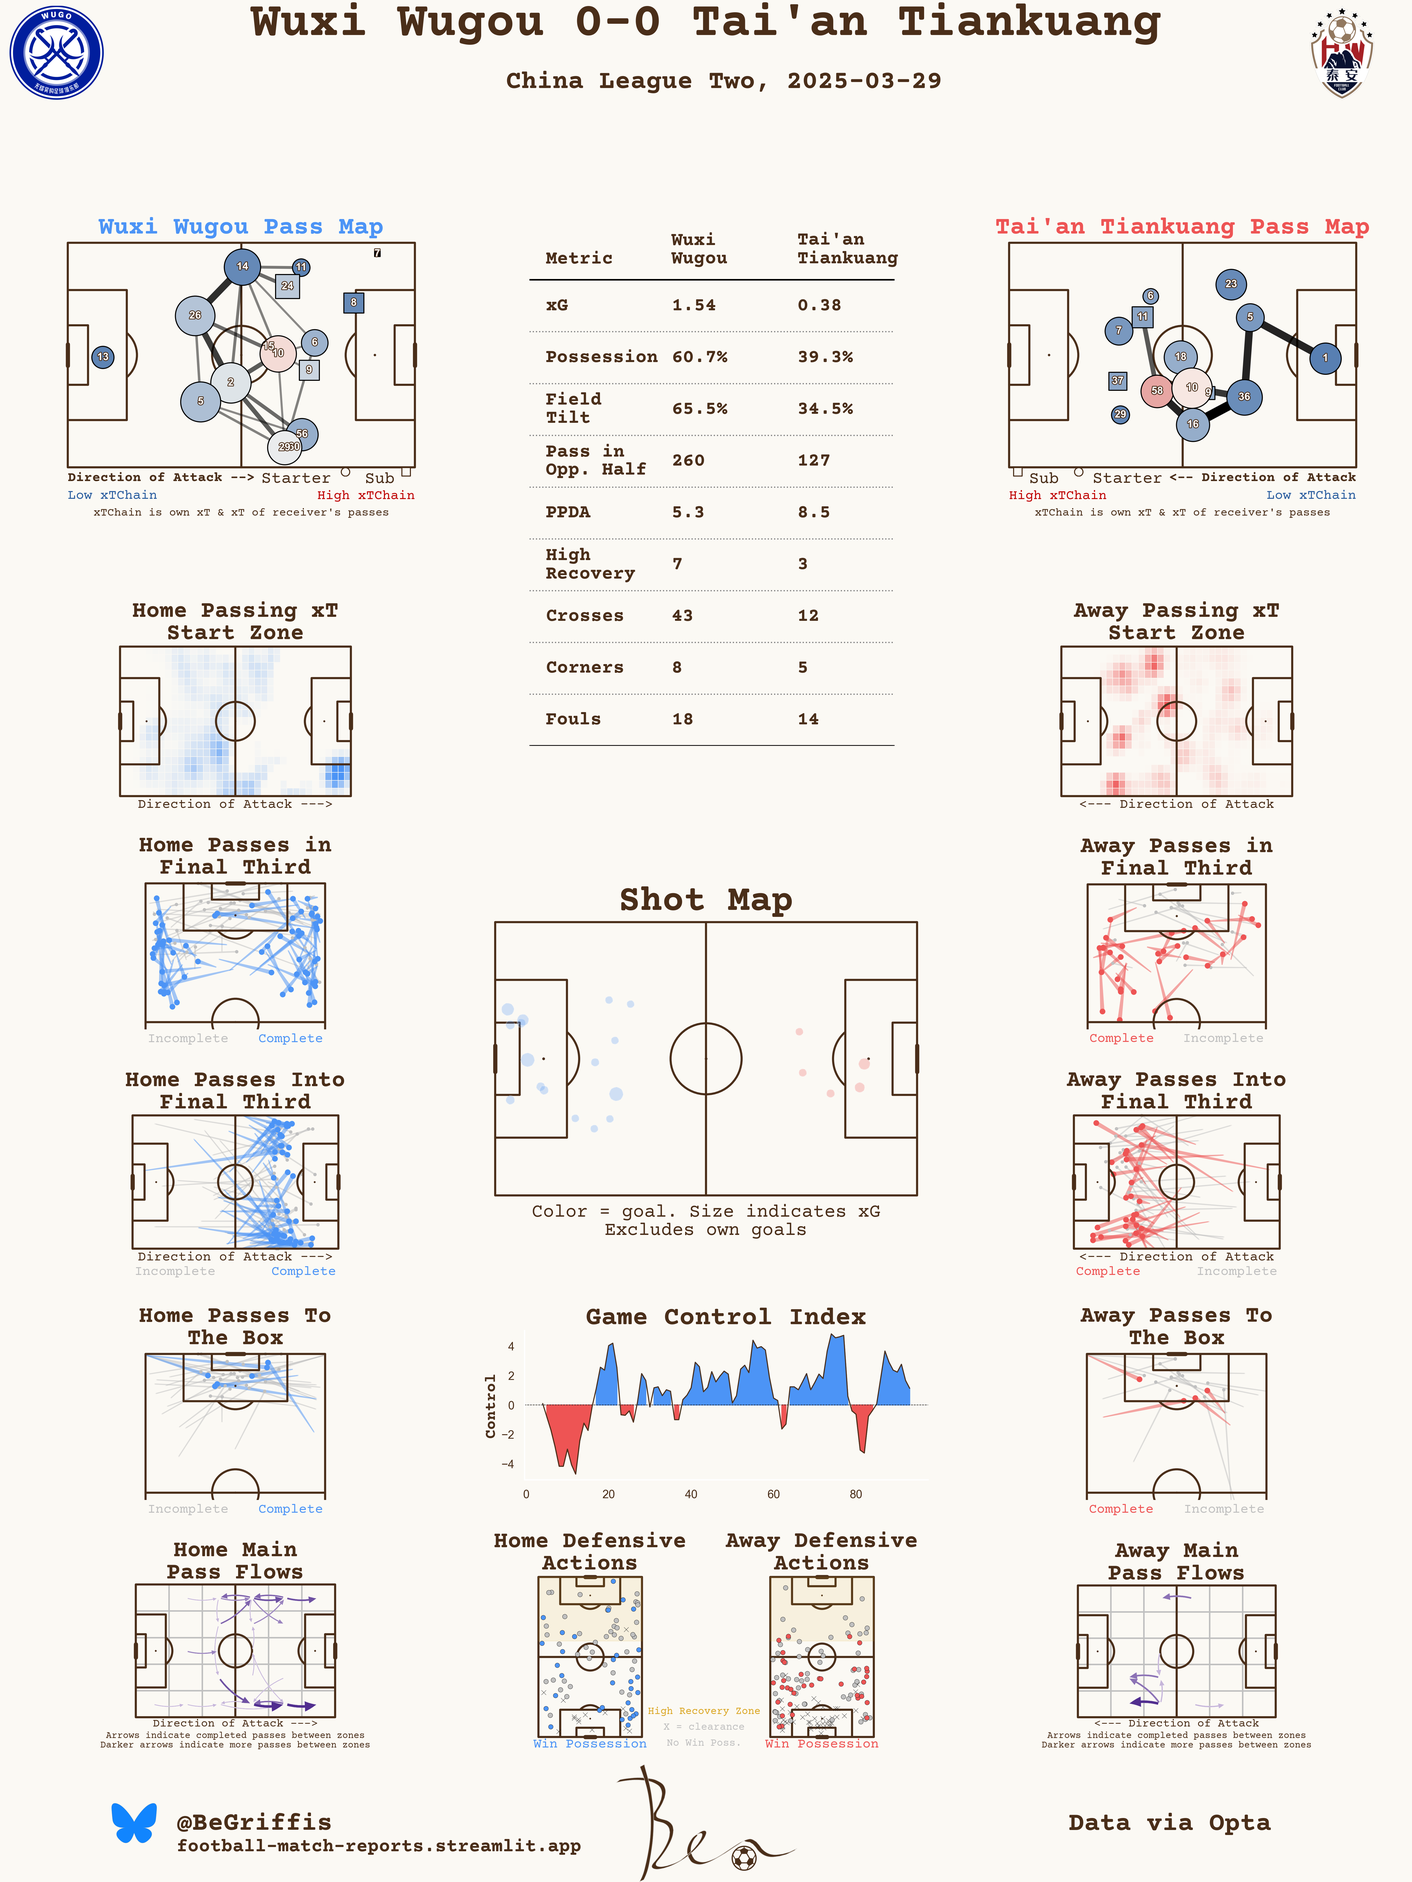 Wuxi Wugou 0-0 Tai'an Tiankuang
China League Two, 2025-03-29
WUGO
泰安
FOOTBALL
CLUB
Wuxi Wugou Pass Map
14
11
24
7
8
26
15
10
6
13
9
2
5
56
29
30
Direction of Attack --> Starter Sub
Low xTChain High xTChain
xTChain is own xT & xT of receiver's passes
Metric Wuxi Wugou Tai'an Tiankuang
xG 1.54 0.38
Possession 60.7% 39.3%
Field Tilt 65.5% 34.5%
Pass in Opp. Half 260 127
PPDA 5.3 8.5
High Recovery 7 3
Crosses 43 12
Corners 8 5
Fouls 18 14
Tai'an Tiankuang Pass Map
23
6
11
5
7
18
1
37
58
10
9
36
29
16
Sub Starter <-- Direction of Attack
High xTChain Low xTChain
xTChain is own xT & xT of receiver's passes
Home Passing xT
Start Zone
Direction of Attack --->
Away Passing xT
Start Zone
<--- Direction of Attack
Home Passes in
Final Third
Incomplete Complete
Away Passes in
Final Third
Complete Incomplete
Shot Map
Color = goal. Size indicates xG
Excludes own goals
Home Passes Into
Final Third
Direction of Attack --->
Incomplete Complete
Away Passes Into
Final Third
<--- Direction of Attack
Complete Incomplete
Home Passes To
The Box
Incomplete Complete
Game Control Index
Control
4
2
0
−2
−4
0 20 40 60 80
Away Passes To
The Box
Complete Incomplete
Home Main
Pass Flows
Direction of Attack --->
Arrows indicate completed passes between zones
Darker arrows indicate more passes between zones
Home Defensive
Actions
Win Possession
Away Defensive
Actions
Win Possession
High Recovery Zone
X = clearance
No Win Poss.
Away Main
Pass Flows
<--- Direction of Attack
Arrows indicate completed passes between zones
Darker arrows indicate more passes between zones
@BeGriffis
football-match-reports.streamlit.app
Ben
Data via Opta